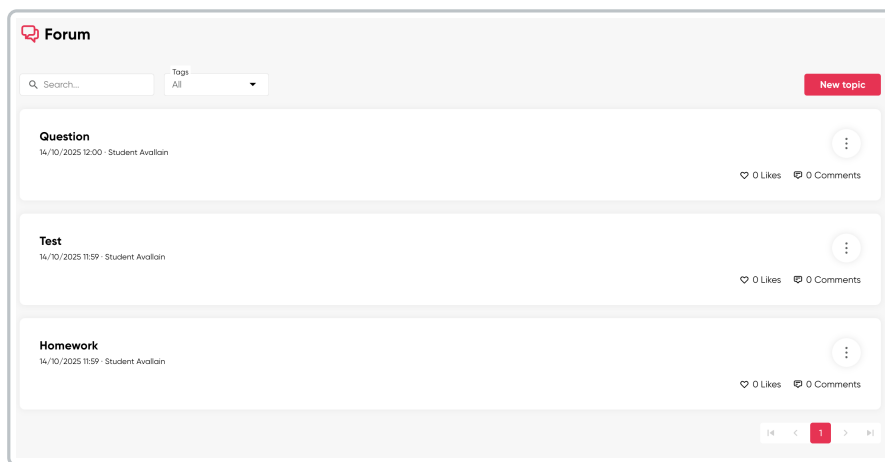 Forum
Tags
Search... All New topic
Question
14/10/2025 12:00 · Student Avallain
0 Likes 0 Comments
Test
14/10/2025 11:59 · Student Avallain
0 Likes 0 Comments
Homework
14/10/2025 11:59 · Student Avallain
0 Likes 0 Comments
1